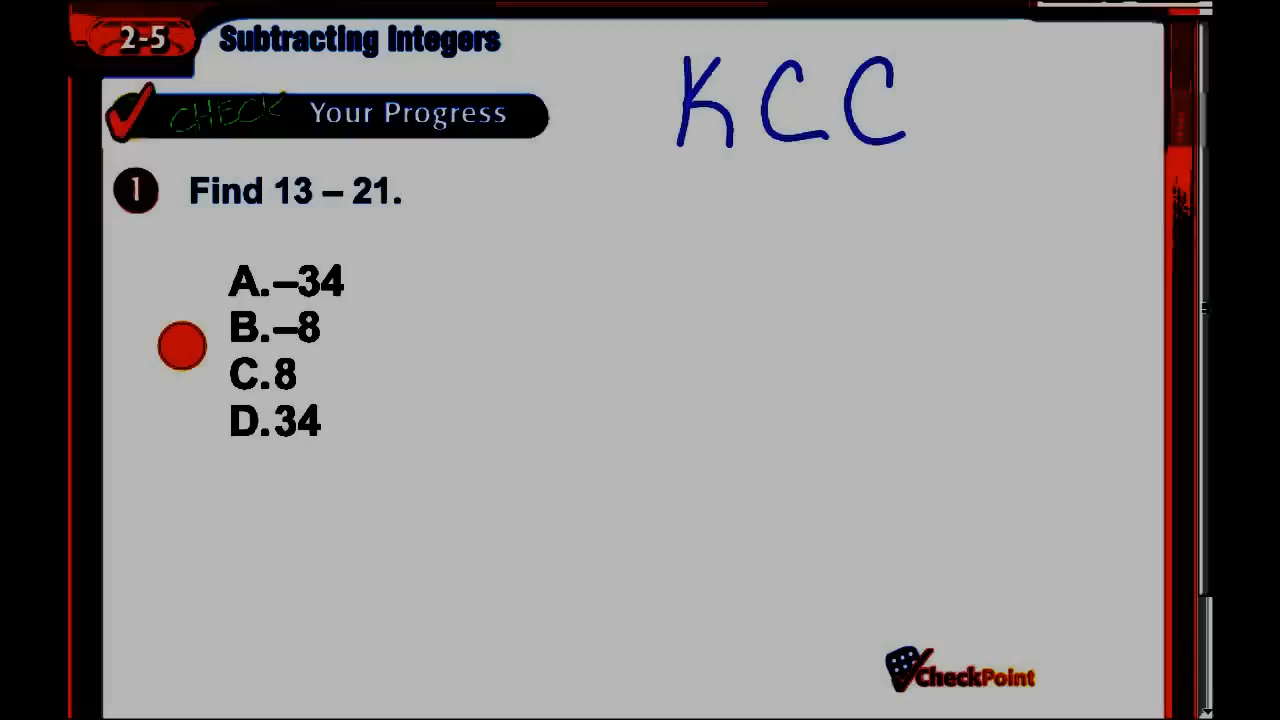 2-5 Subtracting Integers
KCC
CHECK Your Progress
1 Find 13 – 21.
A. –34
B. –8
C. 8
D. 34
CheckPoint